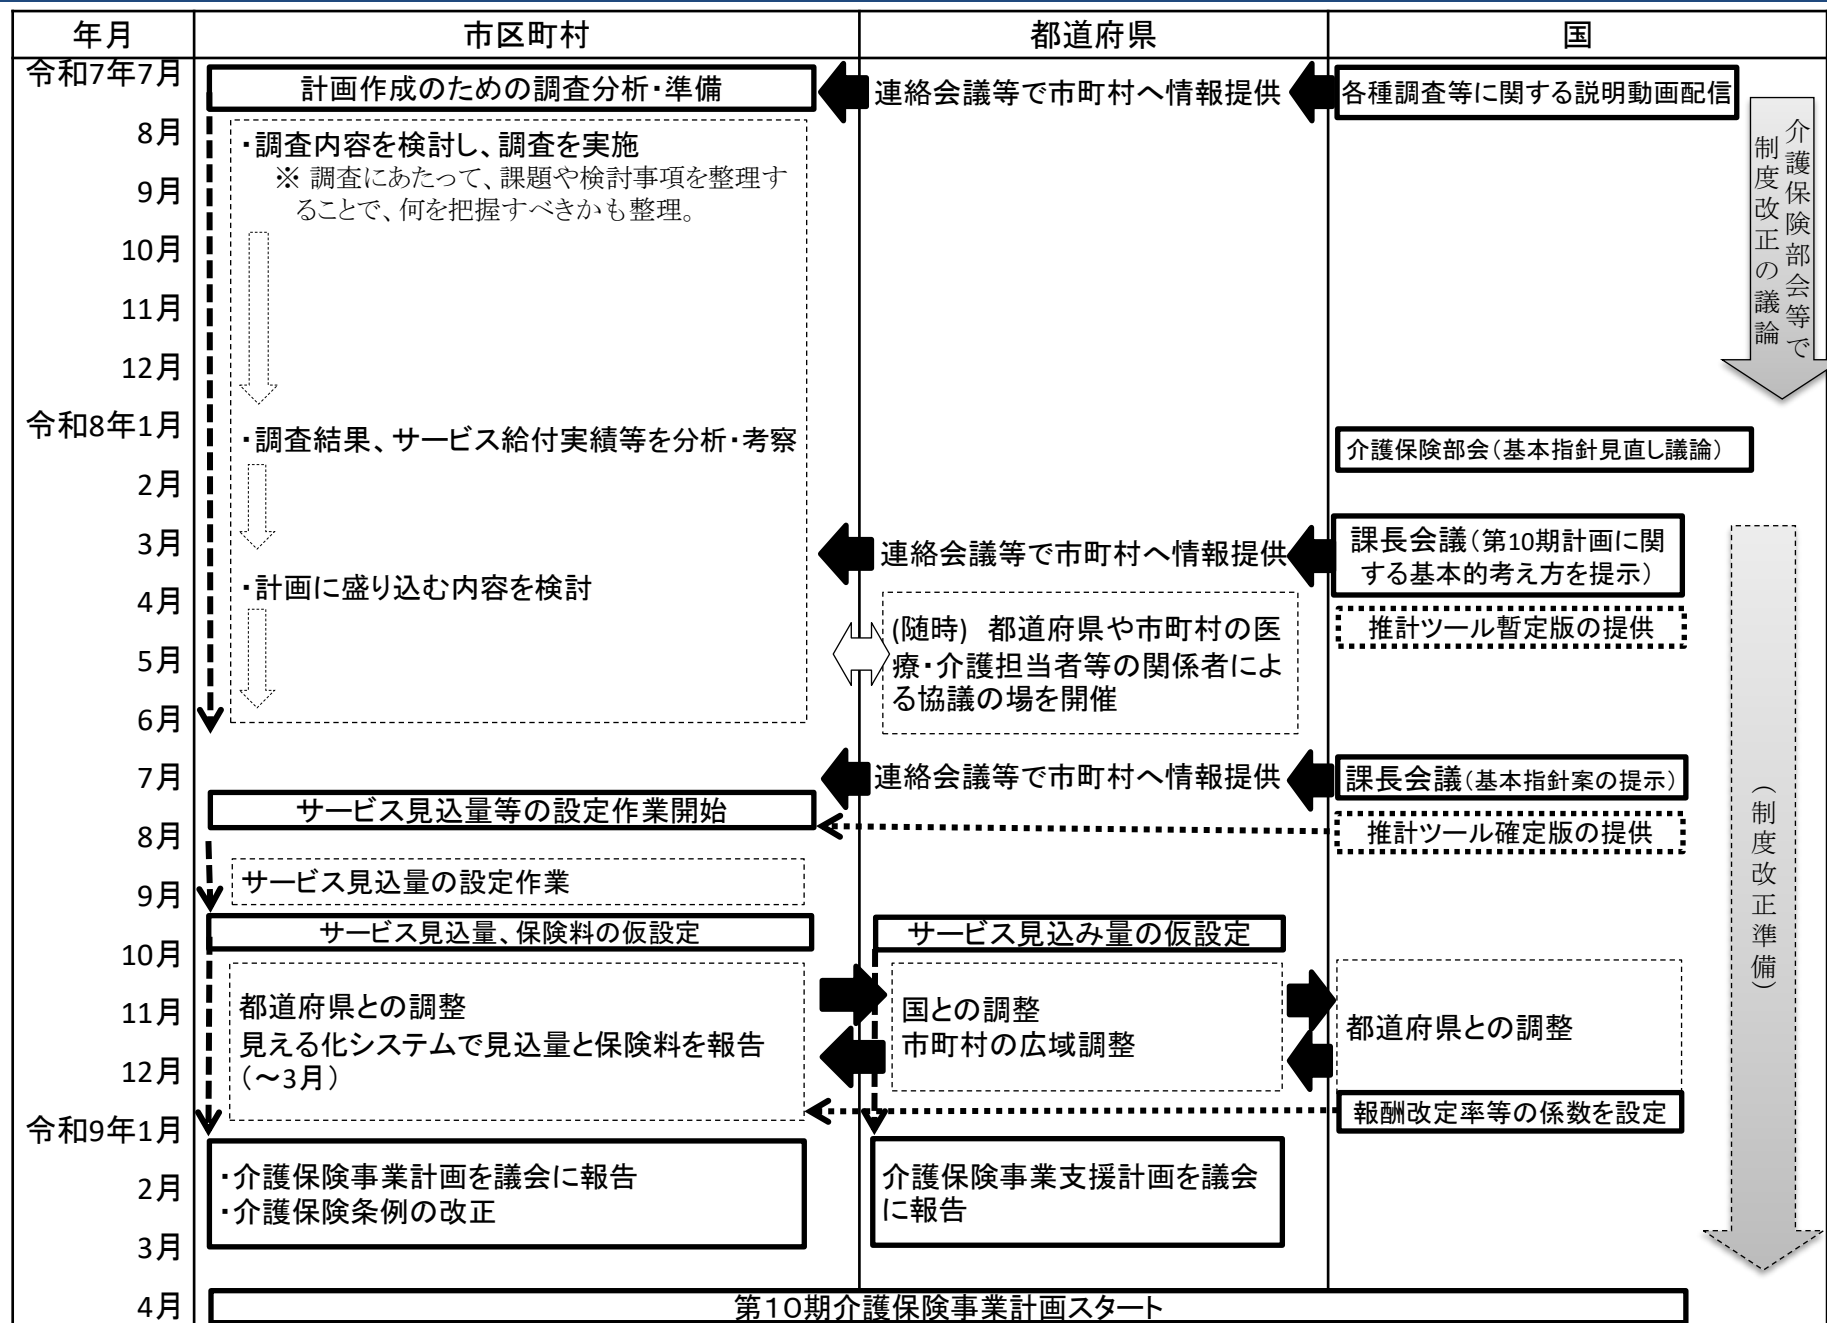 年月
市区町村
都道府県
国
令和7年7月
計画作成のための調査分析・準備
連絡会議等で市町村へ情報提供
各種調査等に関する説明動画配信
介護保険部会等で
制度改正の議論
8月
・調査内容を検討し、調査を実施
※ 調査にあたって、課題や検討事項を整理す
ることで、何を把握すべきかも整理。
9月
10月
11月
12月
令和8年1月
・調査結果、サービス給付実績等を分析・考察
介護保険部会(基本指針見直し議論)
2月
3月
連絡会議等で市町村へ情報提供
課長会議(第10期計画に関
する基本的考え方を提示)
・計画に盛り込む内容を検討
4月
(随時) 都道府県や市町村の医
療・介護担当者等の関係者によ
る協議の場を開催
推計ツール暫定版の提供
5月
6月
7月
連絡会議等で市町村へ情報提供
課長会議(基本指針案の提示)
(制度改正準備)
サービス見込量等の設定作業開始
8月
推計ツール確定版の提供
サービス見込量の設定作業
9月
サービス見込量、保険料の仮設定
サービス見込み量の仮設定
10月
都道府県との調整
見える化システムで見込量と保険料を報告
(~3月)
国との調整
市町村の広域調整
都道府県との調整
11月
12月
報酬改定率等の係数を設定
令和9年1月
・介護保険事業計画を議会に報告
・介護保険条例の改正
介護保険事業支援計画を議会
に報告
2月
3月
4月
第10期介護保険事業計画スタート